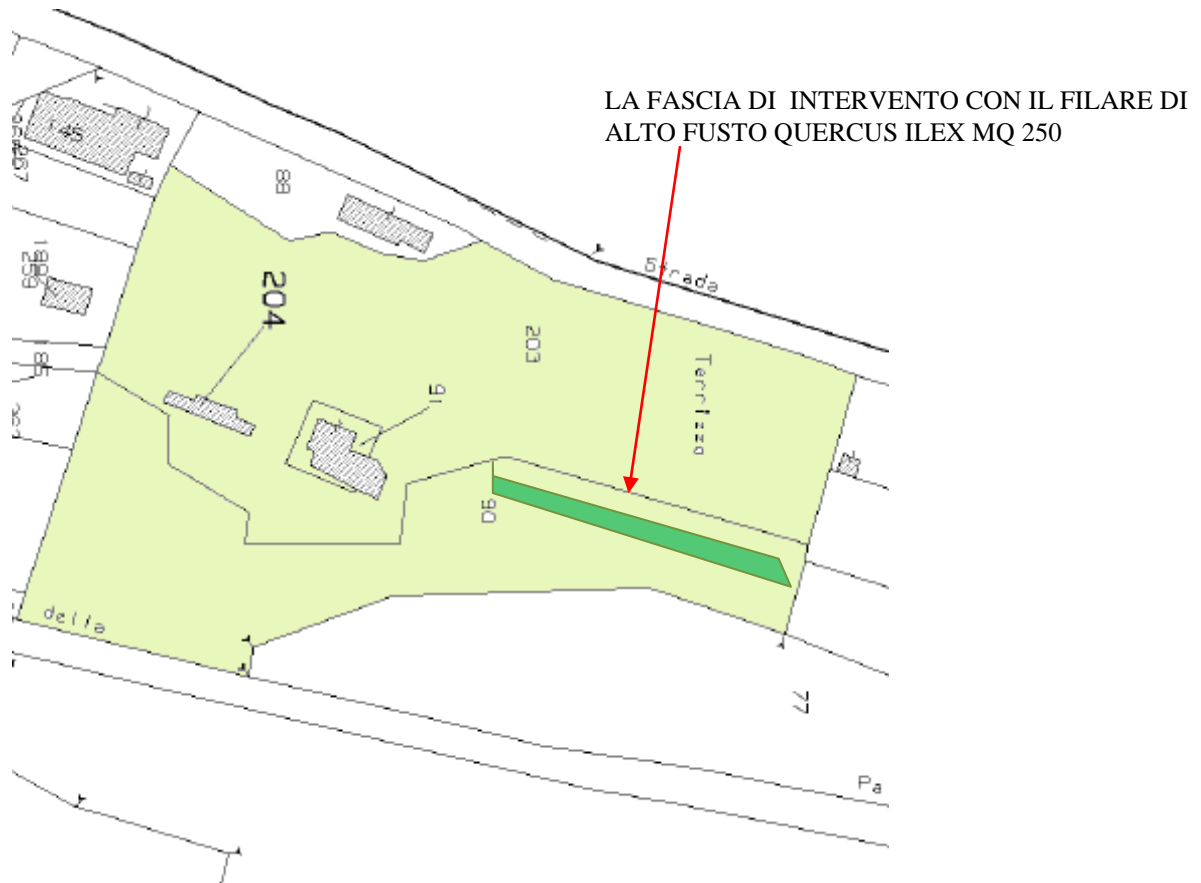 LA FASCIA DI INTERVENTO CON IL FILARE DI
ALTO FUSTO QUERCUS ILEX MQ 250
145
88
Strada
204
203
Terrizzo
91
90
della
77
Pa